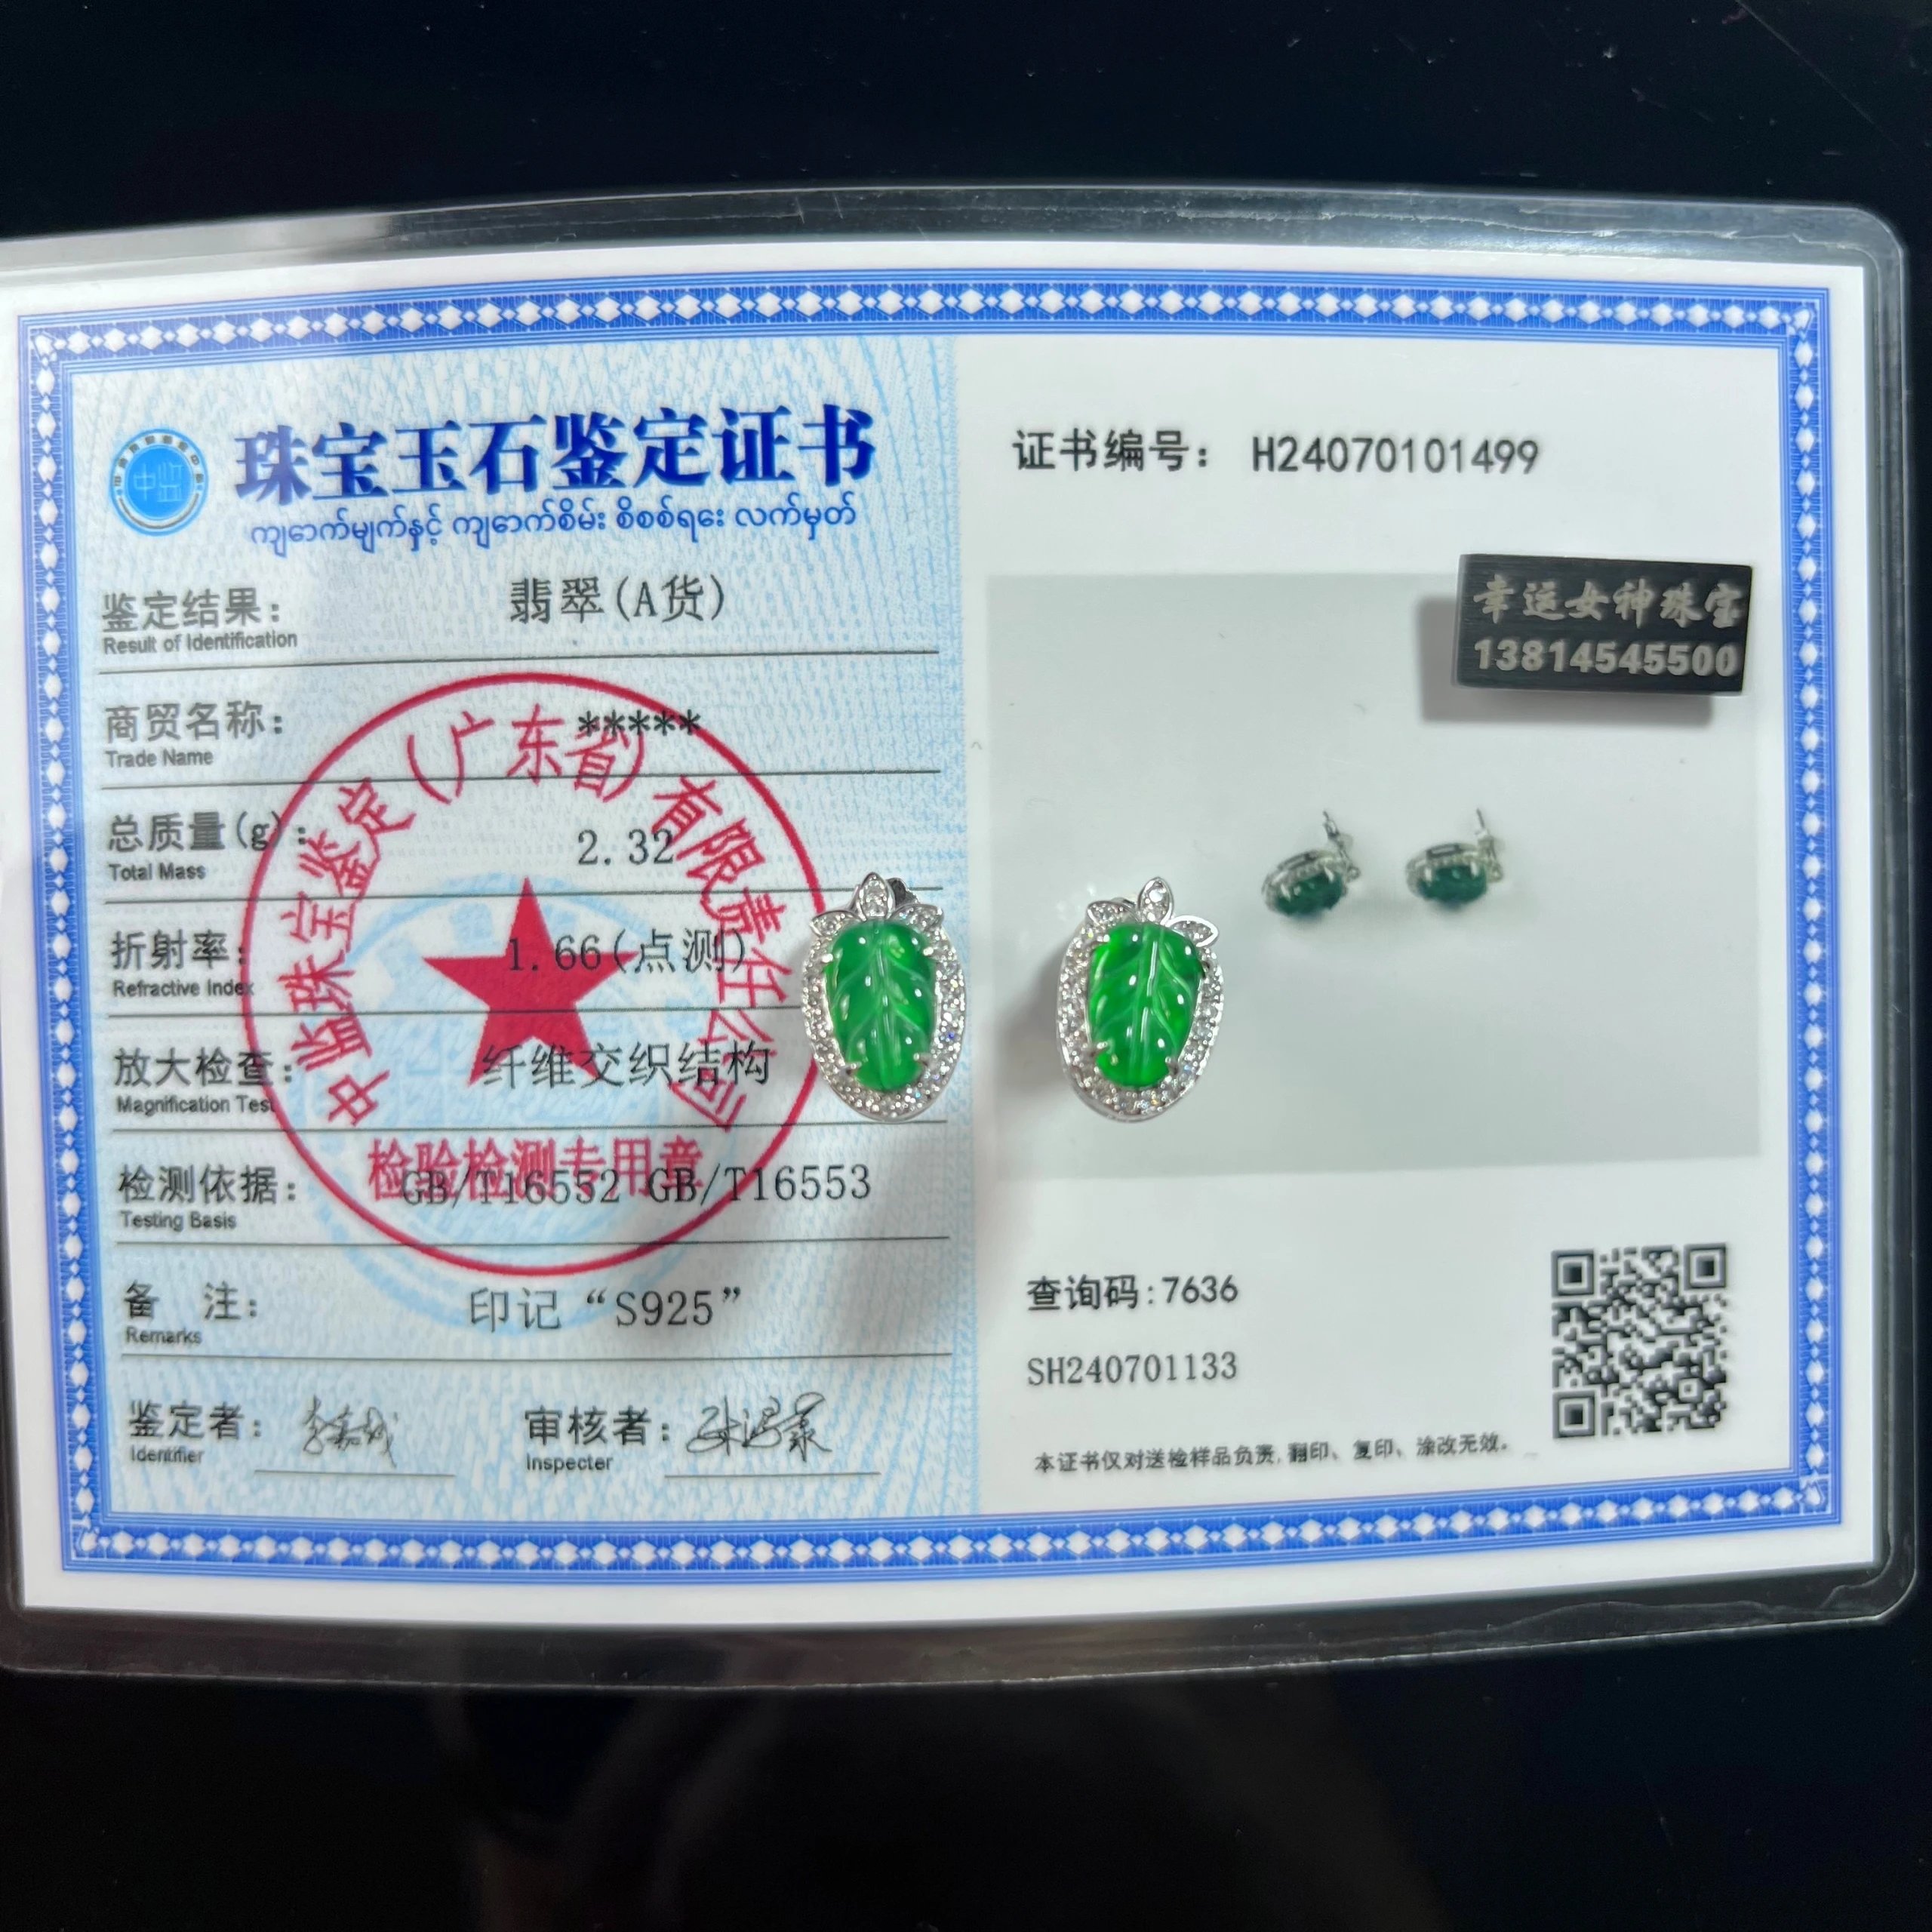 珠宝玉石鉴定证书
ကျောက်မျက်နှင့် ကျောက်စိမ်း စိစစ်ရေး လက်မှတ်
中监
鉴定结果: 翡翠(A货)
Result of Identification
商贸名称: *****
Trade Name
总质量(g): 2.32
Total Mass
折射率: 1.66(点测)
Refractive Index
放大检查: 纤维交织结构
Magnification Test
检测依据: GB/T16552 GB/T16553
Testing Basis
备 注: 印记“S925”
Remarks
鉴定者:
Identifier
审核者:
Inspecter
中监珠宝鉴定(广东省)有限责任公司
检验检测专用章
证书编号: H24070101499
幸运女神珠宝
13814545500
查询码:7636
SH240701133
本证书仅对送检样品负责,翻印、复印、涂改无效。